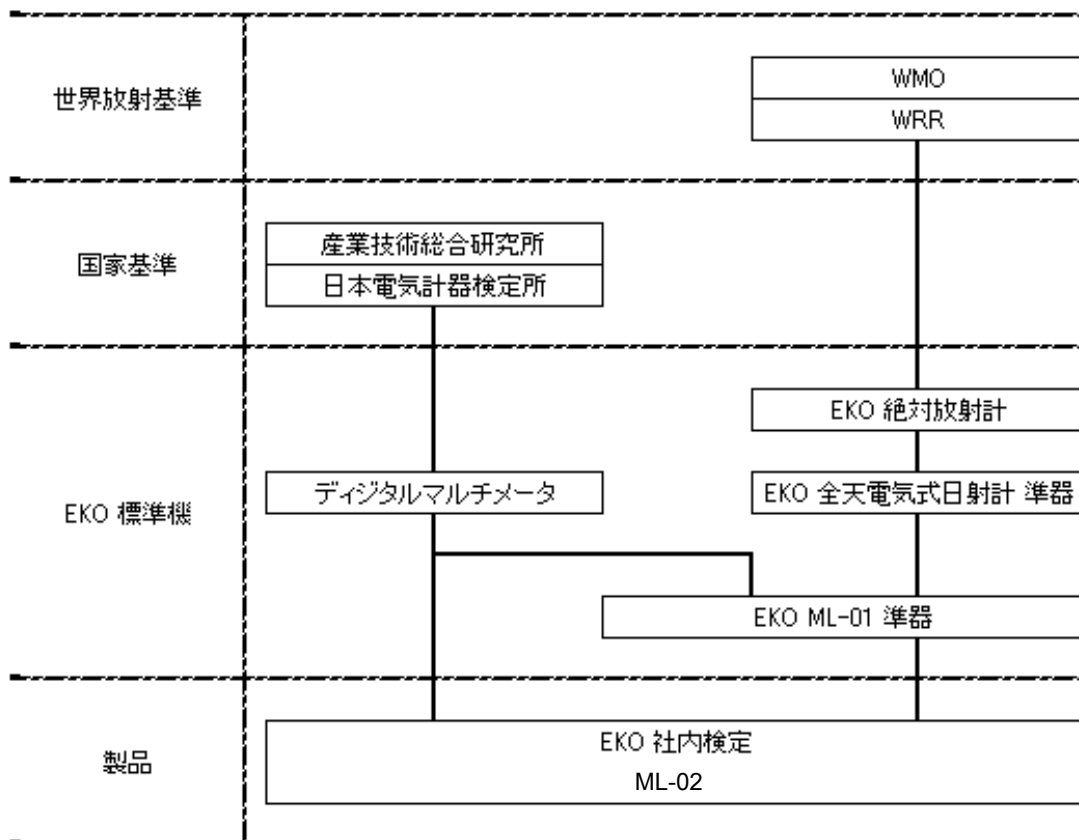 世界放射基準
WMO
WRR
国家基準
産業技術総合研究所
日本電気計器検定所
EKO 標準機
EKO 絶対放射計
ディジタルマルチメータ
EKO 全天電気式日射計 準器
EKO ML-01 準器
製品
EKO 社内検定
ML-02